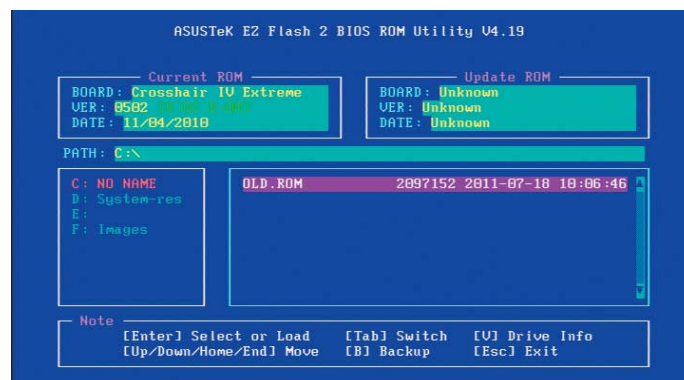 ASUSTeK EZ Flash 2 BIOS ROM Utility V4.19
Current ROM
BOARD: Crosshair IV Extreme
VER: 0502
DATE: 11/04/2010
Update ROM
BOARD: Unknown
VER: Unknown
DATE: Unknown
PATH: C:\
C: NO NAME
D: System-res
E:
F: Images
OLD.ROM 2097152 2011-07-18 10:06:46
Note
[Enter] Select or Load [Tab] Switch [V] Drive Info
[Up/Down/Home/End] Move [B] Backup [Esc] Exit